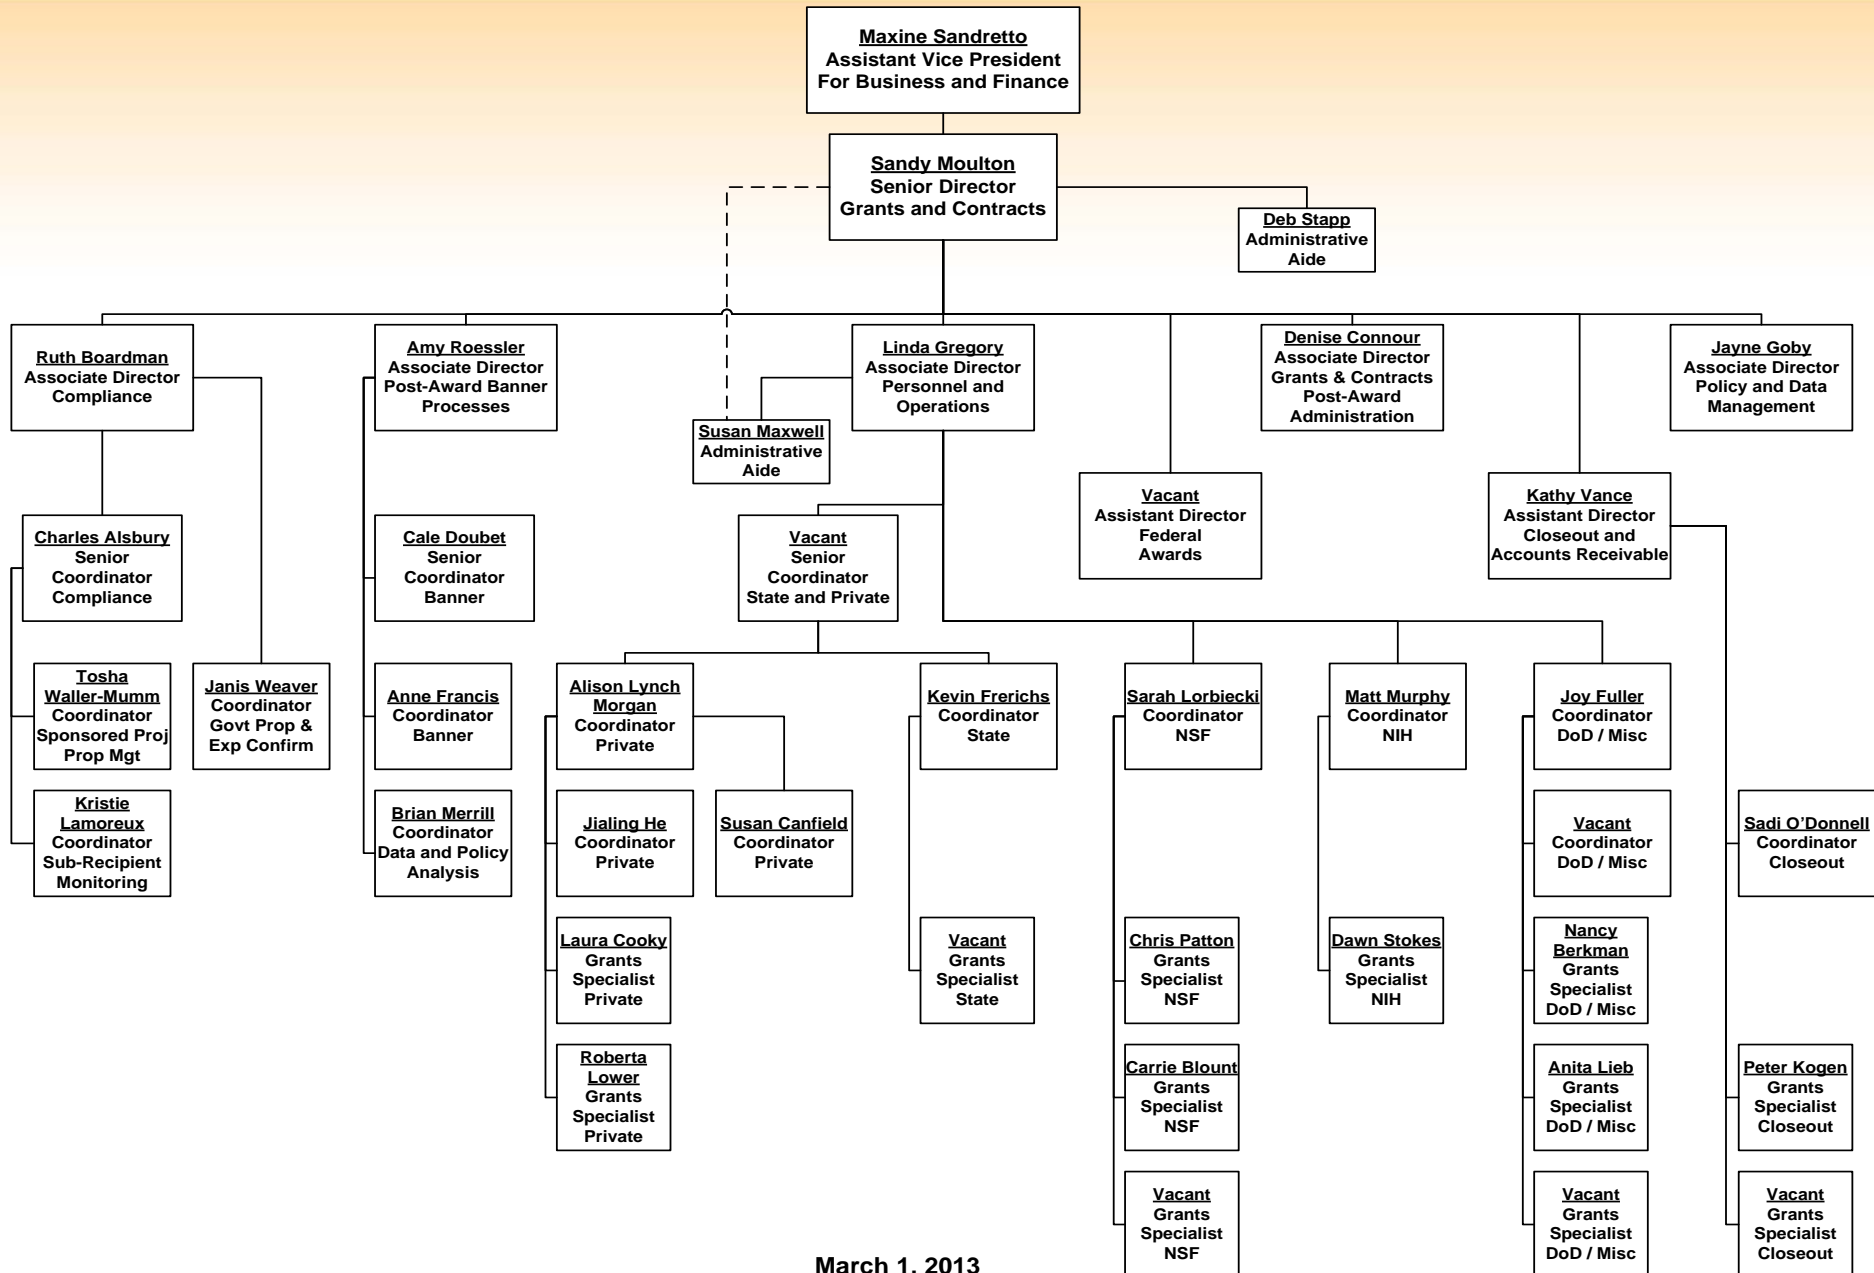 Maxine Sandretto
Assistant Vice President
For Business and Finance
Sandy Moulton
Senior Director
Grants and Contracts
Deb Stapp
Administrative
Aide
Ruth Boardman
Associate Director
Compliance
Amy Roessler
Associate Director
Post-Award Banner
Processes
Linda Gregory
Associate Director
Personnel and
Operations
Denise Connour
Associate Director
Grants & Contracts
Post-Award
Administration
Jayne Goby
Associate Director
Policy and Data
Management
Susan Maxwell
Administrative
Aide
Vacant
Assistant Director
Federal
Awards
Kathy Vance
Assistant Director
Closeout and
Accounts Receivable
Charles Alsbury
Senior
Coordinator
Compliance
Cale Doubet
Senior
Coordinator
Banner
Vacant
Senior
Coordinator
State and Private
Tosha
Waller-Mumm
Coordinator
Sponsored Proj
Prop Mgt
Janis Weaver
Coordinator
Govt Prop &
Exp Confirm
Anne Francis
Coordinator
Banner
Alison Lynch
Morgan
Coordinator
Private
Kevin Frerichs
Coordinator
State
Sarah Lorbiecki
Coordinator
NSF
Matt Murphy
Coordinator
NIH
Joy Fuller
Coordinator
DoD / Misc
Kristie
Lamoreux
Coordinator
Sub-Recipient
Monitoring
Brian Merrill
Coordinator
Data and Policy
Analysis
Jialing He
Coordinator
Private
Susan Canfield
Coordinator
Private
Vacant
Coordinator
DoD / Misc
Sadi O'Donnell
Coordinator
Closeout
Laura Cooky
Grants
Specialist
Private
Vacant
Grants
Specialist
State
Chris Patton
Grants
Specialist
NSF
Dawn Stokes
Grants
Specialist
NIH
Nancy
Berkman
Grants
Specialist
DoD / Misc
Roberta
Lower
Grants
Specialist
Private
Carrie Blount
Grants
Specialist
NSF
Anita Lieb
Grants
Specialist
DoD / Misc
Peter Kogen
Grants
Specialist
Closeout
Vacant
Grants
Specialist
NSF
Vacant
Grants
Specialist
DoD / Misc
Vacant
Grants
Specialist
Closeout
March 1, 2013